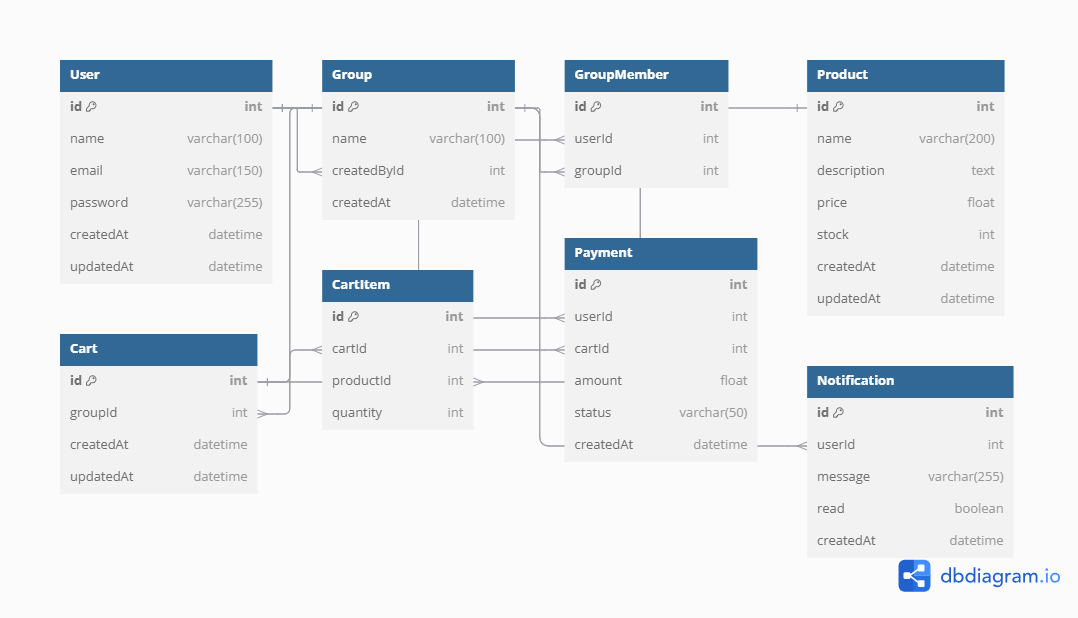 User
id int
name varchar(100)
email varchar(150)
password varchar(255)
createdAt datetime
updatedAt datetime
Group
id int
name varchar(100)
createdById int
createdAt datetime
GroupMember
id int
userId int
groupId int
Product
id int
name varchar(200)
description text
price float
stock int
createdAt datetime
updatedAt datetime
Cart
id int
groupId int
createdAt datetime
updatedAt datetime
CartItem
id int
cartId int
productId int
quantity int
Payment
id int
userId int
cartId int
amount float
status varchar(50)
createdAt datetime
Notification
id int
userId int
message varchar(255)
read boolean
createdAt datetime
dbdiagram.io